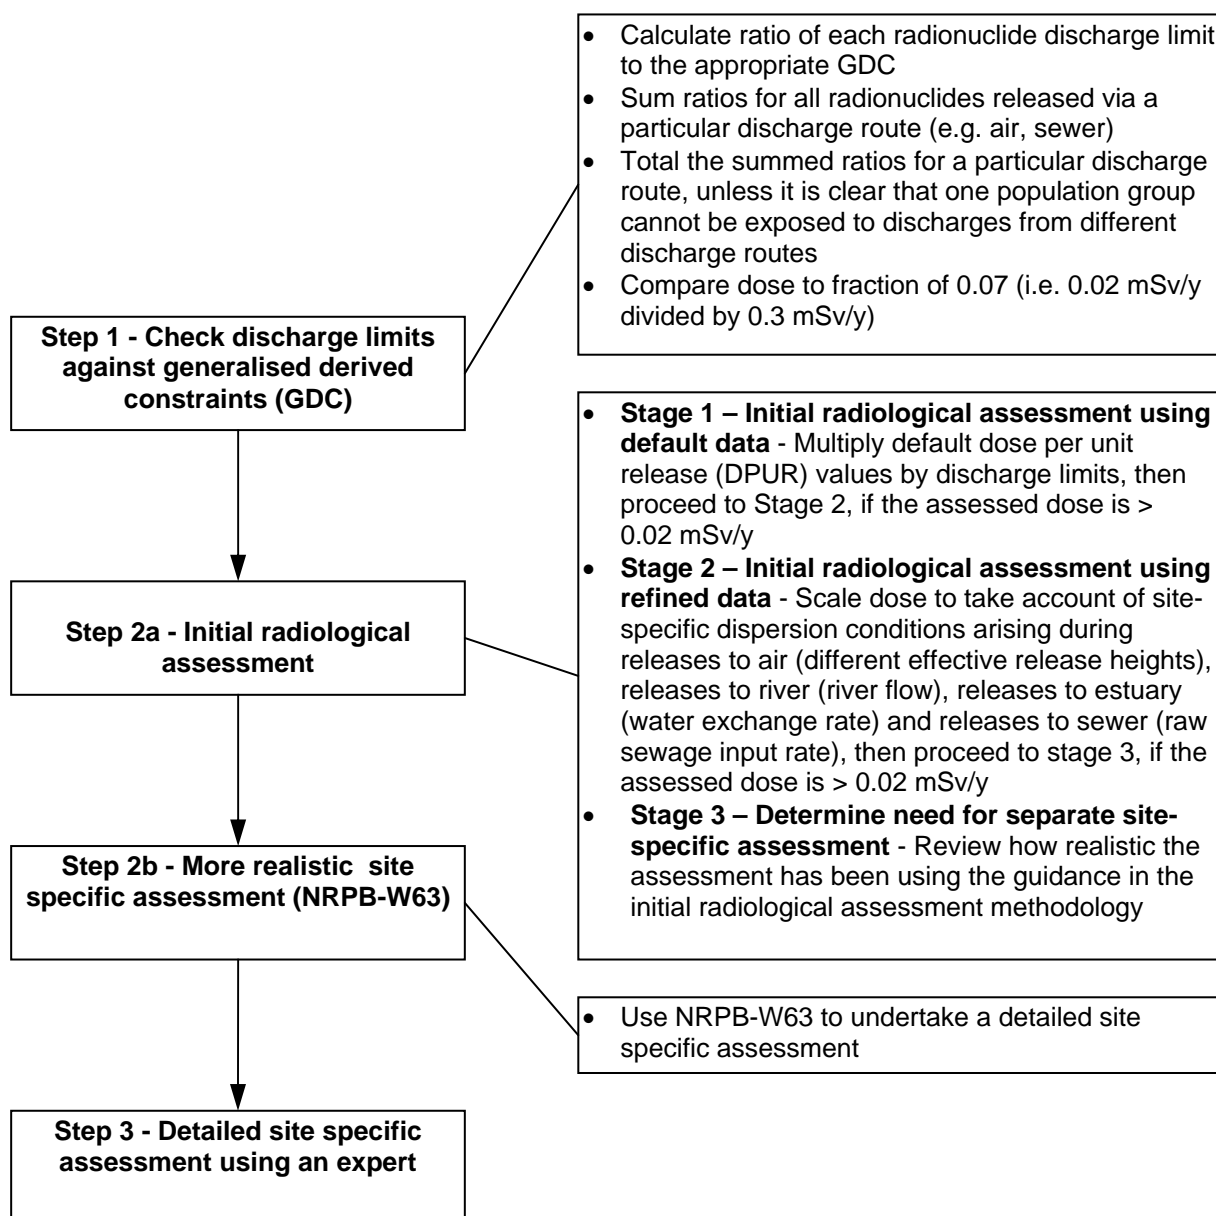 • Calculate ratio of each radionuclide discharge limit
to the appropriate GDC
• Sum ratios for all radionuclides released via a
particular discharge route (e.g. air, sewer)
• Total the summed ratios for a particular discharge
route, unless it is clear that one population group
cannot be exposed to discharges from different
discharge routes
• Compare dose to fraction of 0.07 (i.e. 0.02 mSv/y
divided by 0.3 mSv/y)
Step 1 - Check discharge limits
against generalised derived
constraints (GDC)
• Stage 1 – Initial radiological assessment using
default data - Multiply default dose per unit
release (DPUR) values by discharge limits, then
proceed to Stage 2, if the assessed dose is >
0.02 mSv/y
• Stage 2 – Initial radiological assessment using
refined data - Scale dose to take account of site-
specific dispersion conditions arising during
releases to air (different effective release heights),
releases to river (river flow), releases to estuary
(water exchange rate) and releases to sewer (raw
sewage input rate), then proceed to stage 3, if the
assessed dose is > 0.02 mSv/y
• Stage 3 – Determine need for separate site-
specific assessment - Review how realistic the
assessment has been using the guidance in the
initial radiological assessment methodology
Step 2a - Initial radiological
assessment
Step 2b - More realistic site
specific assessment (NRPB-W63)
• Use NRPB-W63 to undertake a detailed site
specific assessment
Step 3 - Detailed site specific
assessment using an expert